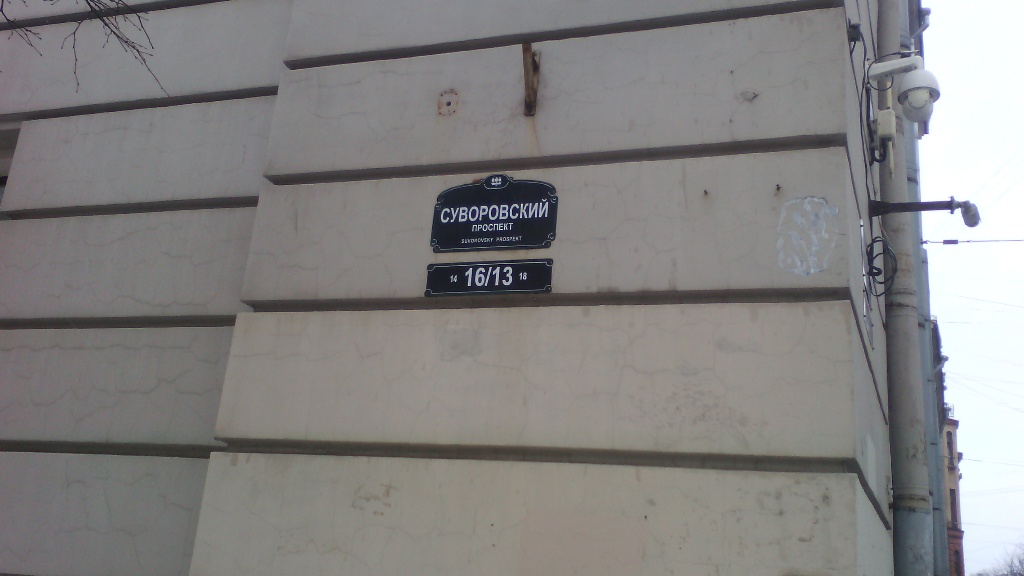 СУВОРОВСКИЙ
ПРОСПЕКТ
SUVOROVSKY PROSPEKT
14 16/13 18